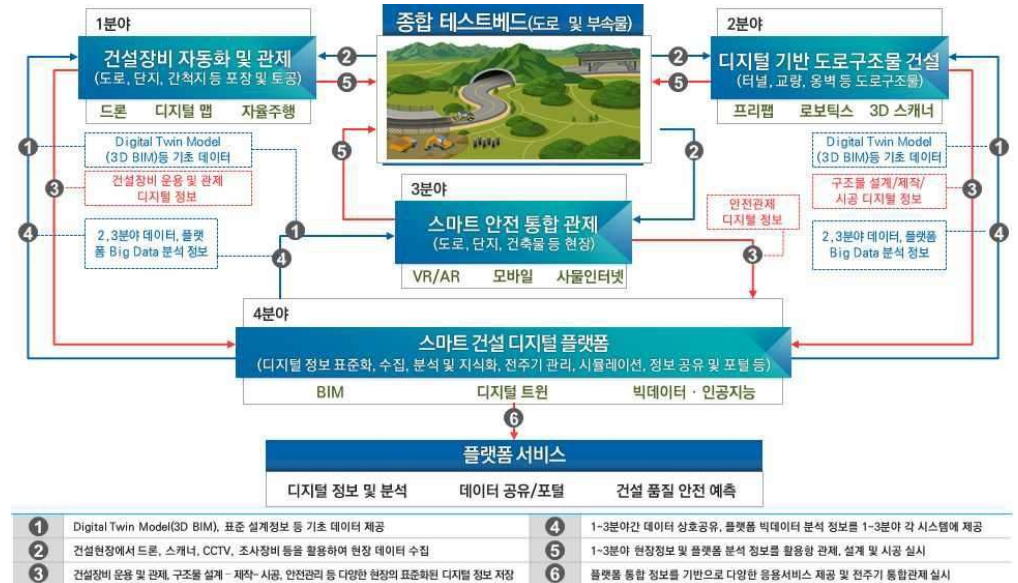 1분야
건설장비 자동화 및 관제
(도로, 단지, 간척지 등 포장 및 토공)
드론 디지털 맵 자율주행
종합 테스트베드(도로 및 부속물)
2분야
디지털 기반 도로구조물 건설
(터널, 교량, 옹벽 등 도로구조물)
프리팹 로보틱스 3D 스캐너
2
5
2
5
1
Digital Twin Model
(3D BIM)등 기초 데이터
3
건설장비 운용 및 관제
디지털 정보
4
2,3분야 데이터, 플랫
폼 Big Data 분석 정보
5
2
1
4
3분야
스마트 안전 통합 관제
(도로, 단지, 건축물 등 현장)
VR/AR 모바일 사물인터넷
안전관제
디지털 정보
3
Digital Twin Model
(3D BIM)등 기초 데이터
1
구조물 설계/제작/
시공 디지털 정보
3
2,3분야 데이터, 플랫폼
Big Data 분석 정보
4
4분야
스마트 건설 디지털 플랫폼
(디지털 정보 표준화, 수집, 분석 및 지식화, 전주기 관리, 시뮬레이션, 정보 공유 및 포털 등)
BIM 디지털 트윈 빅데이터 · 인공지능
6
플랫폼 서비스
디지털 정보 및 분석 데이터 공유/포털 건설 품질 안전 예측
1 Digital Twin Model(3D BIM), 표준 설계정보 등 기초 데이터 제공
2 건설현장에서 드론, 스캐너, CCTV, 조사장비 등을 활용하여 현장 데이터 수집
3 건설장비 운용 및 관제, 구조물 설계 - 제작- 시공, 안전관리 등 다양한 현장의 표준화된 디지털 정보 저장
4 1~3분야간 데이터 상호공유, 플랫폼 빅데이터 분석 정보를 1~3분야 각 시스템에 제공
5 1~3분야 현장정보 및 플랫폼 분석 정보를 활용항 관제, 설계 및 시공 실시
6 플랫폼 통합 정보를 기반으로 다양한 응용서비스 제공 및 전주기 통합관제 실시